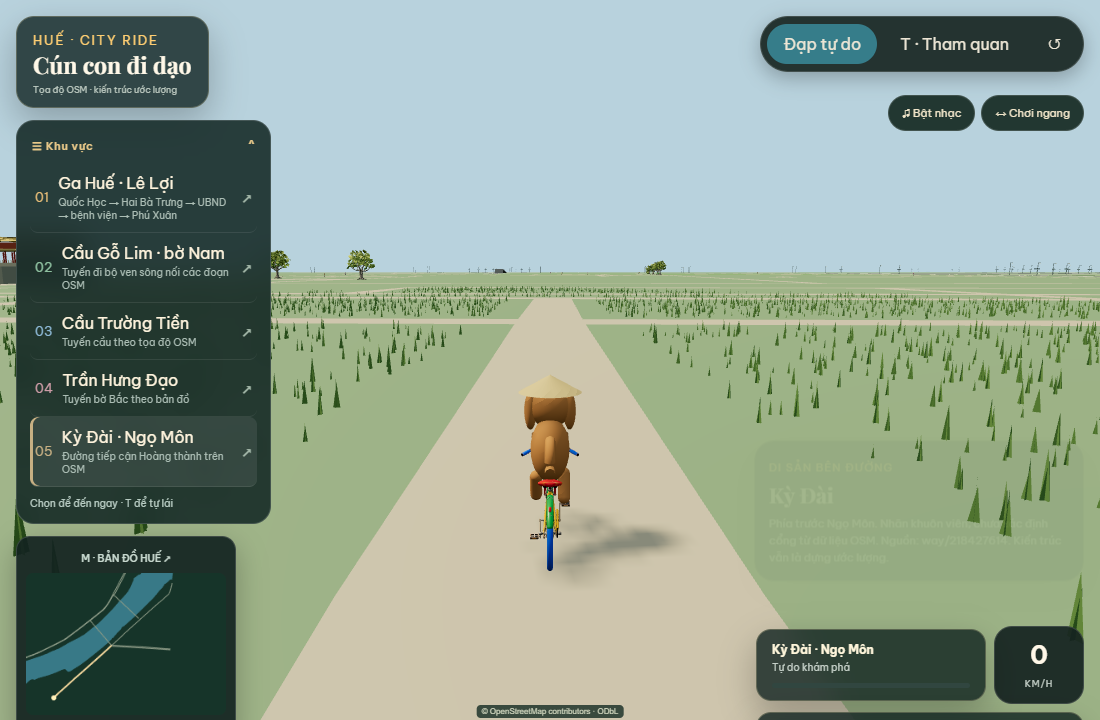 HUẾ · CITY RIDE
Cún con đi dạo
Tọa độ OSM · kiến trúc ước lượng
Đạp tự do
T · Tham quan
↺
♫ Bật nhạc
↔ Chơi ngang
☰ Khu vực
^
01
Ga Huế · Lê Lợi
Quốc Học → Hai Bà Trưng → UBND
→ bệnh viện → Phú Xuân
↗
02
Cầu Gỗ Lim · bờ Nam
Tuyến đi bộ ven sông nối các đoạn
OSM
↗
03
Cầu Trường Tiền
Tuyến cầu theo tọa độ OSM
↗
04
Trần Hưng Đạo
Tuyến bờ Bắc theo bản đồ
↗
05
Kỳ Đài · Ngọ Môn
Đường tiếp cận Hoàng thành trên
OSM
↗
Chọn để đến ngay · T để tự lái
M · BẢN ĐỒ HUẾ ↗
Kỳ Đài
Phía trước Ngọ Môn.
Kỳ Đài · Ngọ Môn
Tự do khám phá
0
KM/H
© OpenStreetMap contributors · ODbL